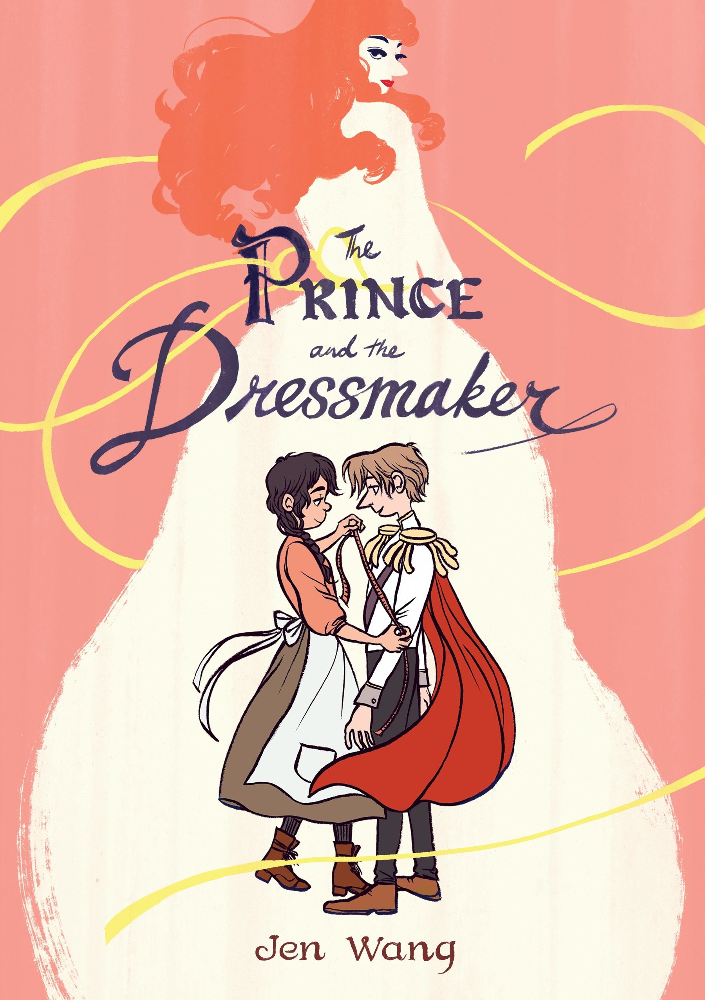 The
PRINCE
and the
Dressmaker
Jen Wang